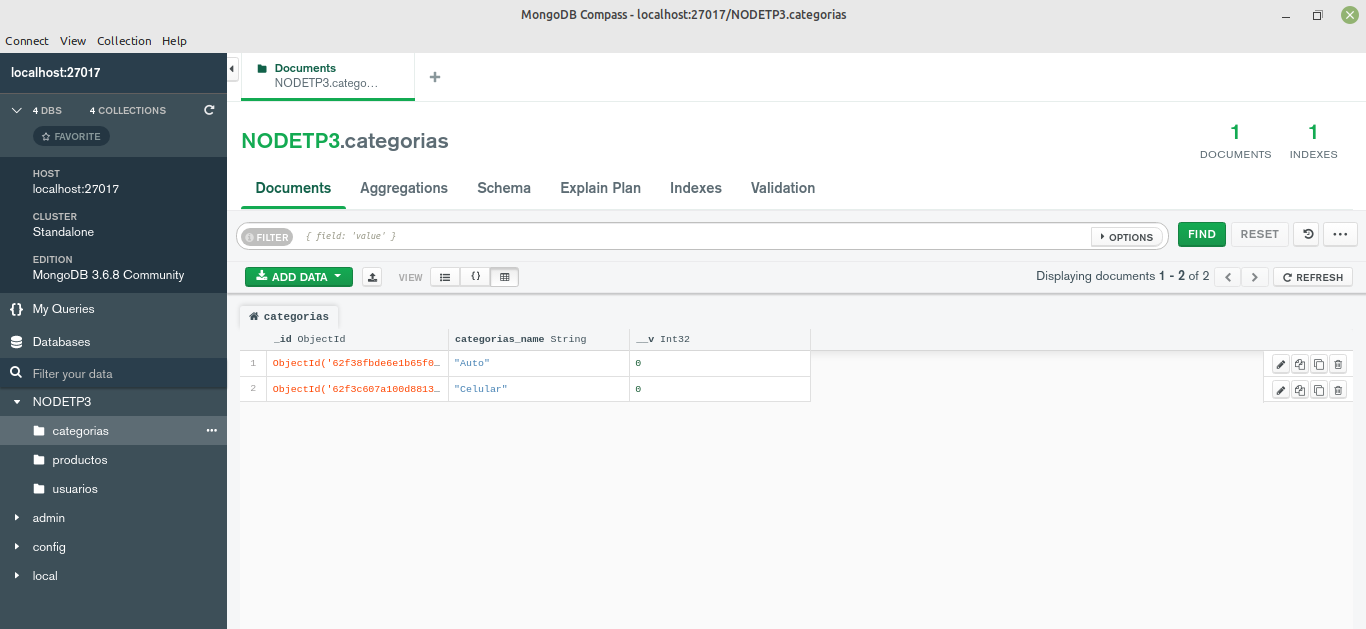 MongoDB Compass - localhost:27017/NODETP3.categorias
Connect View Collection Help
localhost:27017
4 DBS 4 COLLECTIONS
FAVORITE
HOST
localhost:27017
CLUSTER
Standalone
EDITION
MongoDB 3.6.8 Community
My Queries
Databases
Filter your data
NODETP3
categorias
productos
usuarios
admin
config
local
Documents
NODETP3.catego…
NODETP3.categorias
1 DOCUMENTS
1 INDEXES
Documents Aggregations Schema Explain Plan Indexes Validation
FILTER { field: 'value' } OPTIONS FIND RESET
ADD DATA VIEW {} Displaying documents 1 - 2 of 2 REFRESH
categorias
_id ObjectId categorias_name String __v Int32
1 ObjectId('62f38fbde6e1b65f0… "Auto" 0
2 ObjectId('62f3c607a100d8813… "Celular" 0